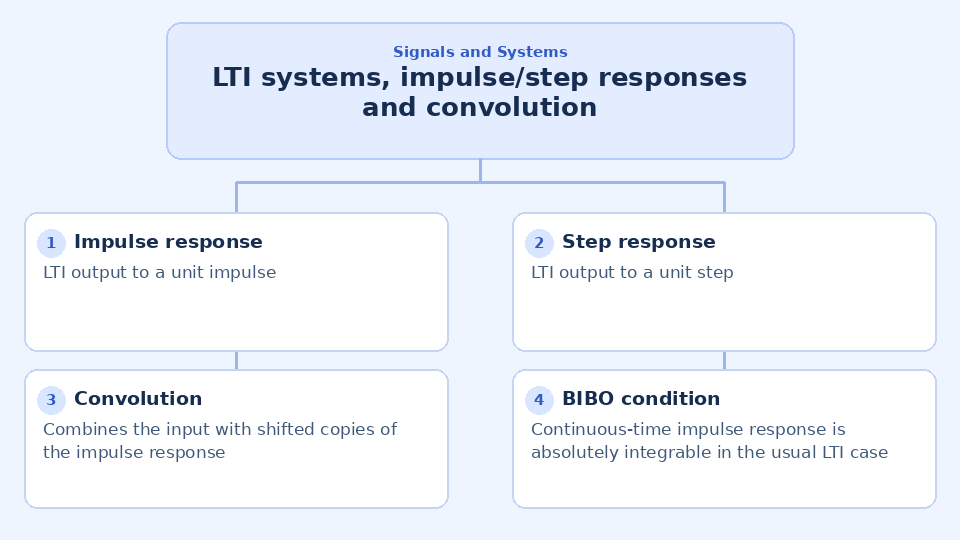 Signals and Systems
LTI systems, impulse/step responses
and convolution
1 Impulse response
LTI output to a unit impulse
2 Step response
LTI output to a unit step
3 Convolution
Combines the input with shifted copies of
the impulse response
4 BIBO condition
Continuous-time impulse response is
absolutely integrable in the usual LTI case